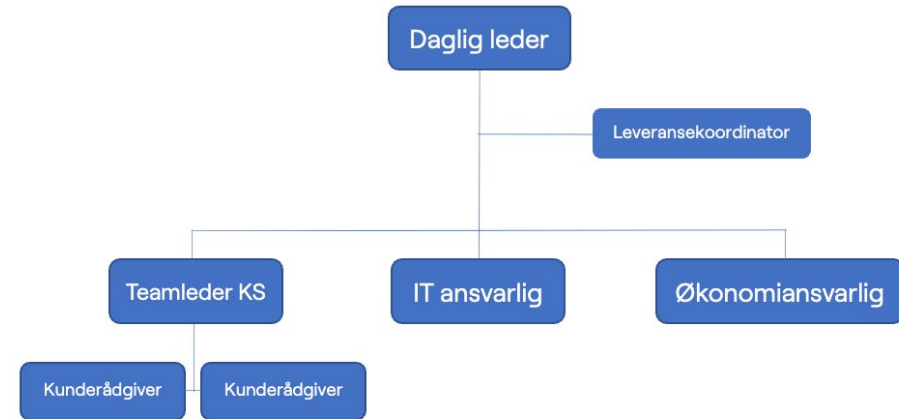 Daglig leder
Leveransekoordinator
Teamleder KS
IT ansvarlig
Økonomiansvarlig
Kunderådgiver
Kunderådgiver